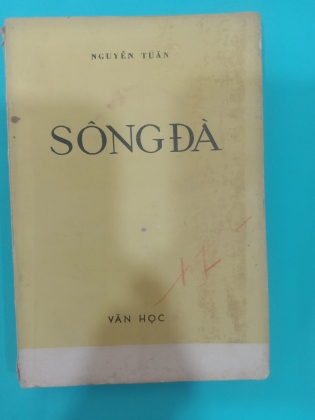 NGUYỄN TUÂN
SÔNG ĐÀ
VĂN HỌC